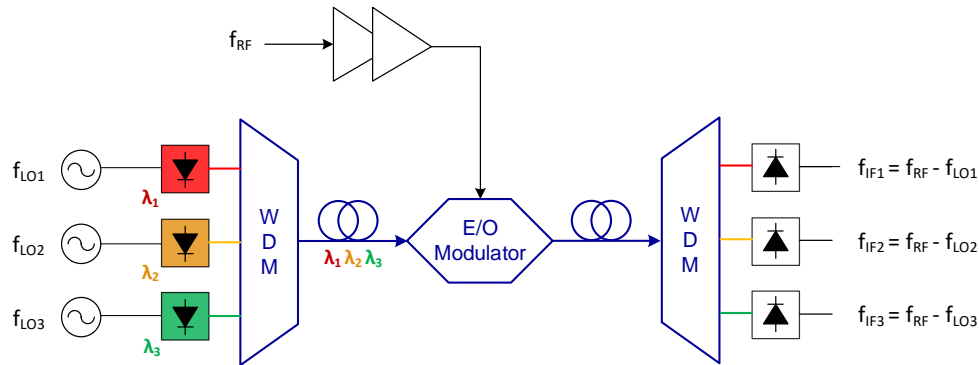 fRF
fLO1
λ1
fLO2
λ2
fLO3
λ3
W
D
M
λ1 λ2 λ3
E/O
Modulator
W
D
M
fIF1 = fRF - fLO1
fIF2 = fRF - fLO2
fIF3 = fRF - fLO3